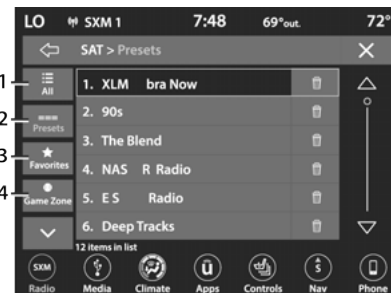 LO SXM 1 7:48 69°out. 72°
SAT > Presets
1 All
1. XLM bra Now
2 Presets
2. 90s
3 Favorites
3. The Blend
4. NAS R Radio
4 Game Zone
5. E S Radio
6. Deep Tracks
12 items in list
SXM
Radio Media Climate Apps Controls Nav Phone